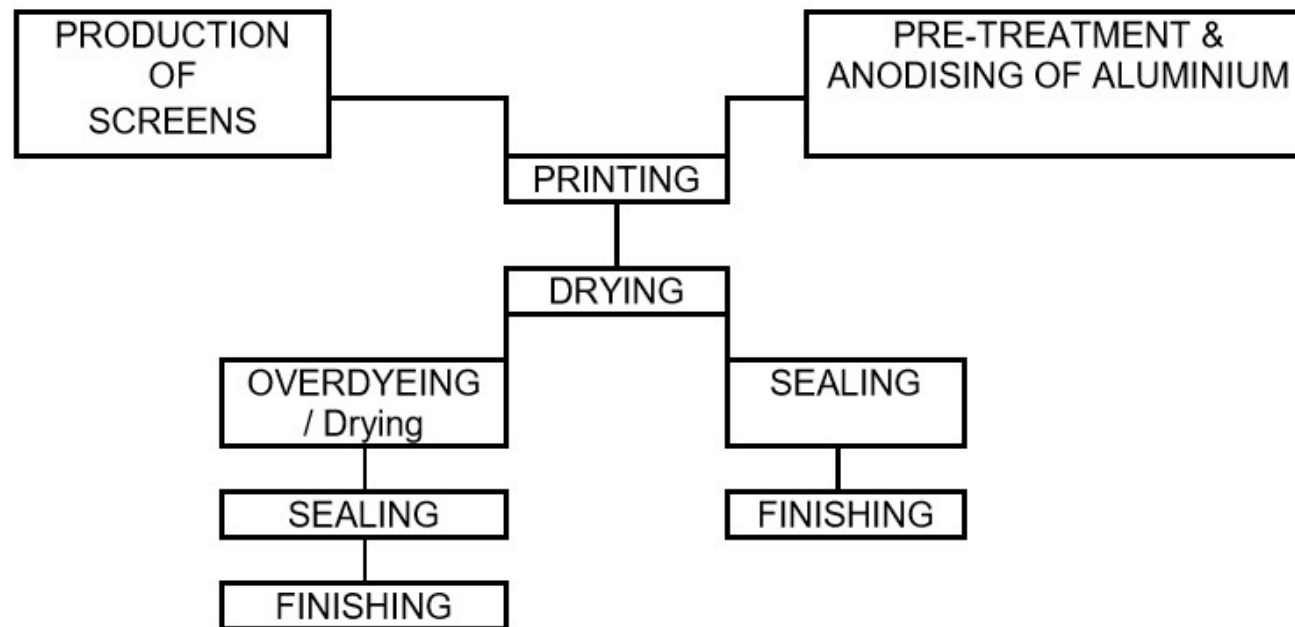 PRODUCTION
OF
SCREENS
PRE-TREATMENT &
ANODISING OF ALUMINIUM
PRINTING
DRYING
OVERDYEING
/ Drying
SEALING
SEALING
FINISHING
FINISHING